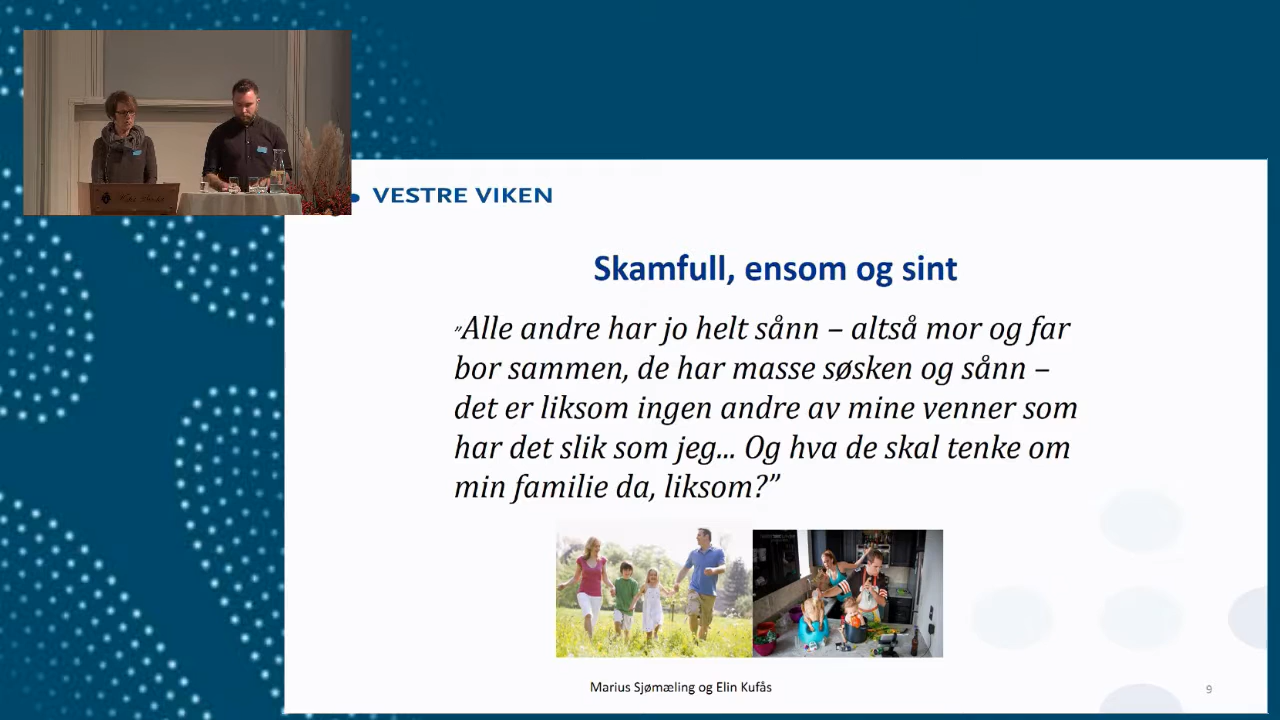 VESTRE VIKEN
Skamfull, ensom og sint
”Alle andre har jo helt sånn – altså mor og far
bor sammen, de har masse søsken og sånn –
det er liksom ingen andre av mine venner som
har det slik som jeg... Og hva de skal tenke om
min familie da, liksom?”
Marius Sjømæling og Elin Kufås
9